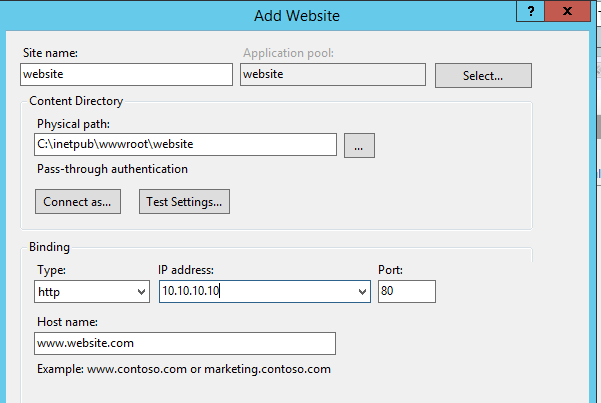 Add Website
? x
Site name: Application pool:
website website Select...
Content Directory
Physical path:
C:\inetpub\wwwroot\website ...
Pass-through authentication
Connect as... Test Settings...
Binding
Type: IP address: Port:
http 10.10.10.10 80
Host name:
www.website.com
Example: www.contoso.com or marketing.contoso.com